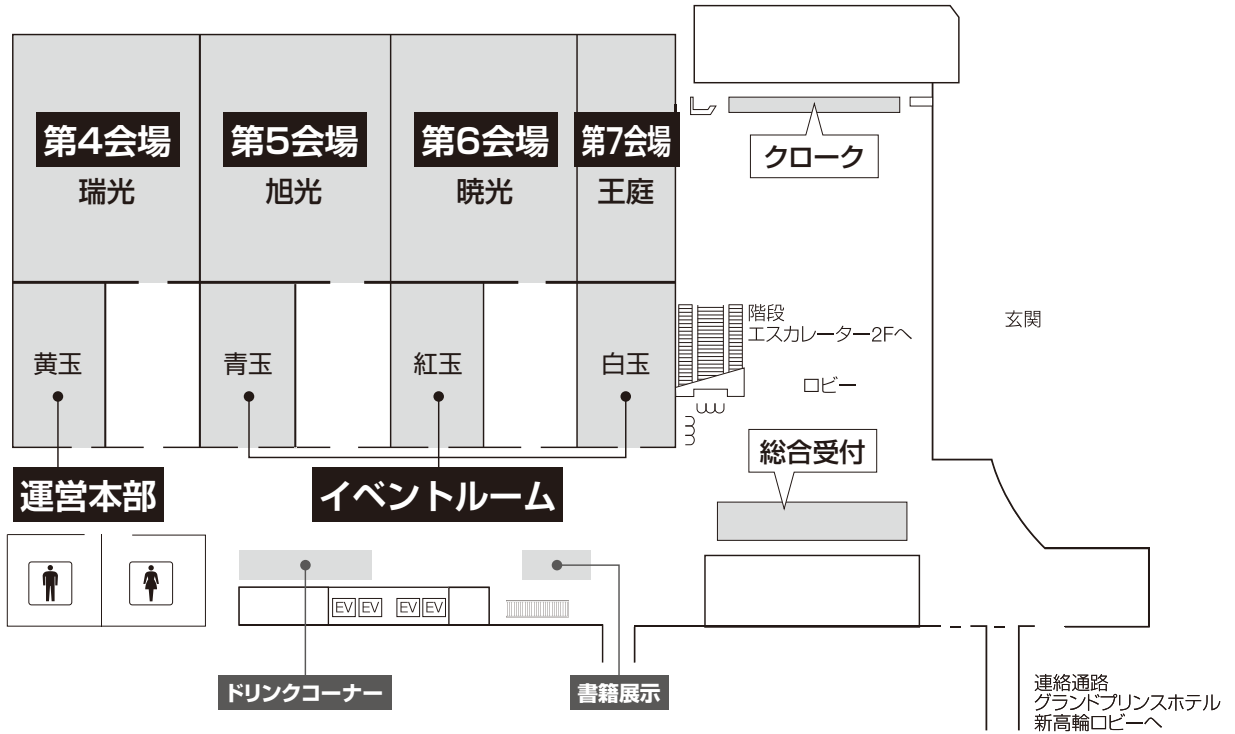 第4会場
瑞光
第5会場
旭光
第6会場
暁光
第7会場
王庭
クローク
黄玉
青玉
紅玉
白玉
階段
エスカレーター2Fへ
ロビー
玄関
総合受付
運営本部
イベントルーム
EV
EV
EV
EV
ドリンクコーナー
書籍展示
連絡通路
グランドプリンスホテル
新高輪ロビーへ